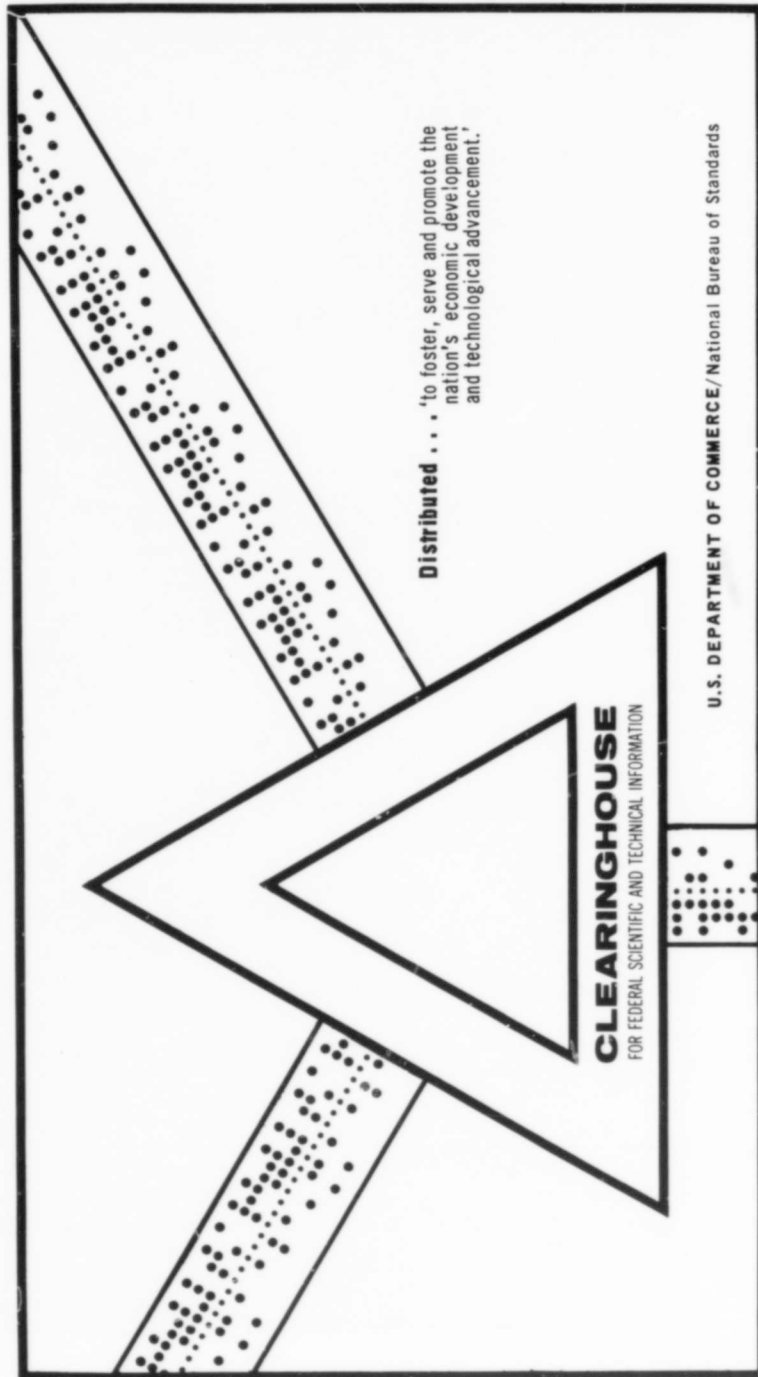 Distributed . . . 'to foster, serve and promote the
nation's economic development
and technological advancement.'
CLEARINGHOUSE
FOR FEDERAL SCIENTIFIC AND TECHNICAL INFORMATION
U.S. DEPARTMENT OF COMMERCE/National Bureau of Standards